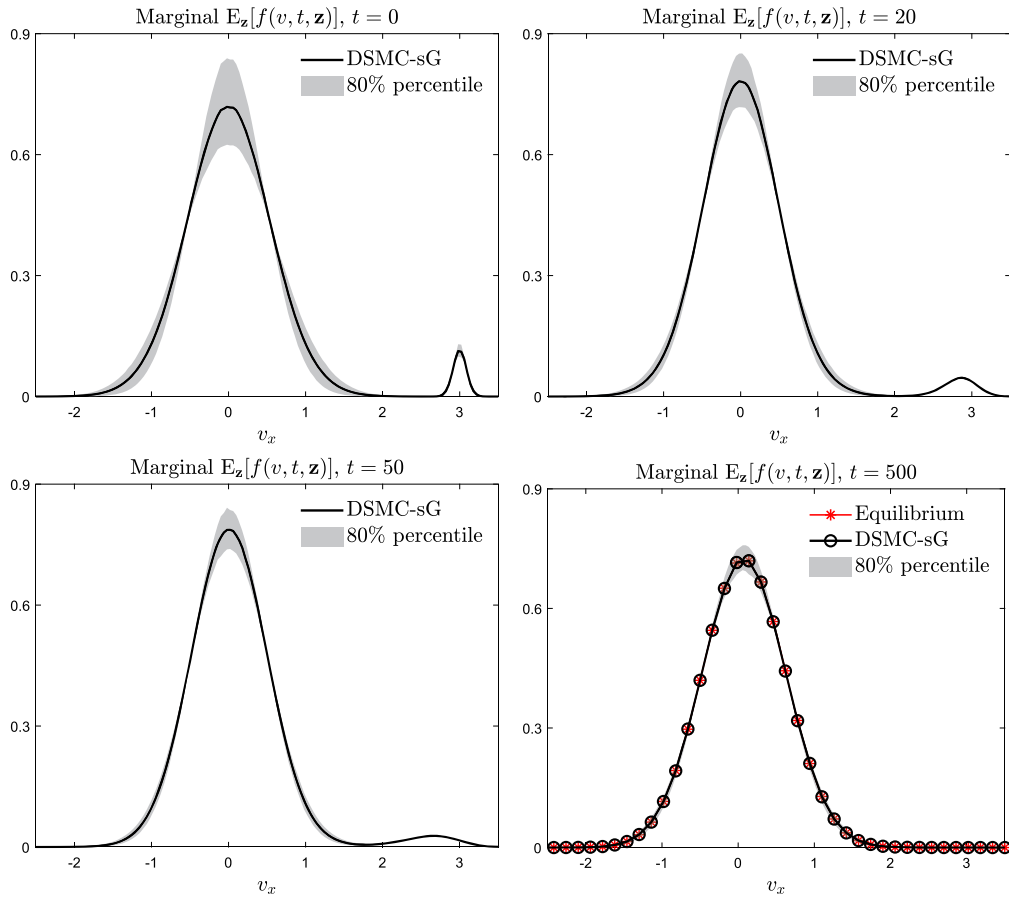 Marginal E_z[f(v, t, z)], t = 0
0.9
DSMC-sG
80% percentile
0.6
0.3
0
-2 -1 0 1 2 3
v_x
Marginal E_z[f(v, t, z)], t = 20
0.9
DSMC-sG
80% percentile
0.6
0.3
0
-2 -1 0 1 2 3
v_x
Marginal E_z[f(v, t, z)], t = 50
0.9
DSMC-sG
80% percentile
0.6
0.3
0
-2 -1 0 1 2 3
v_x
Marginal E_z[f(v, t, z)], t = 500
0.9
Equilibrium
DSMC-sG
80% percentile
0.6
0.3
0
-2 -1 0 1 2 3
v_x